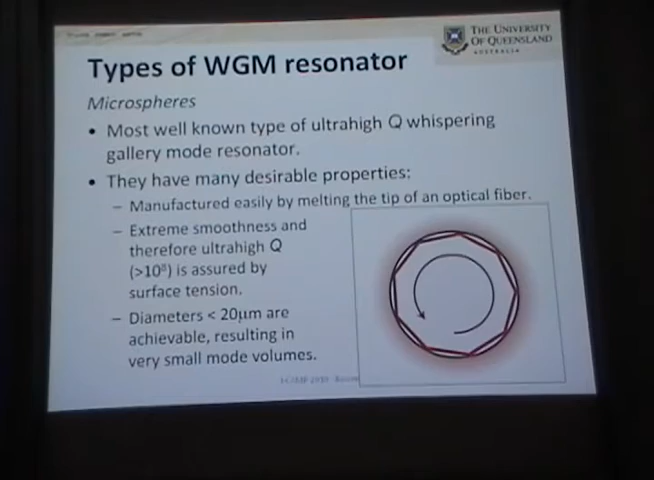 THE UNIVERSITY
OF QUEENSLAND
AUSTRALIA
Types of WGM resonator
Microspheres
• Most well known type of ultrahigh Q whispering
gallery mode resonator.
• They have many desirable properties:
– Manufactured easily by melting the tip of an optical fiber.
– Extreme smoothness and
therefore ultrahigh Q
(>10⁸) is assured by
surface tension.
– Diameters < 20μm are
achievable, resulting in
very small mode volumes.